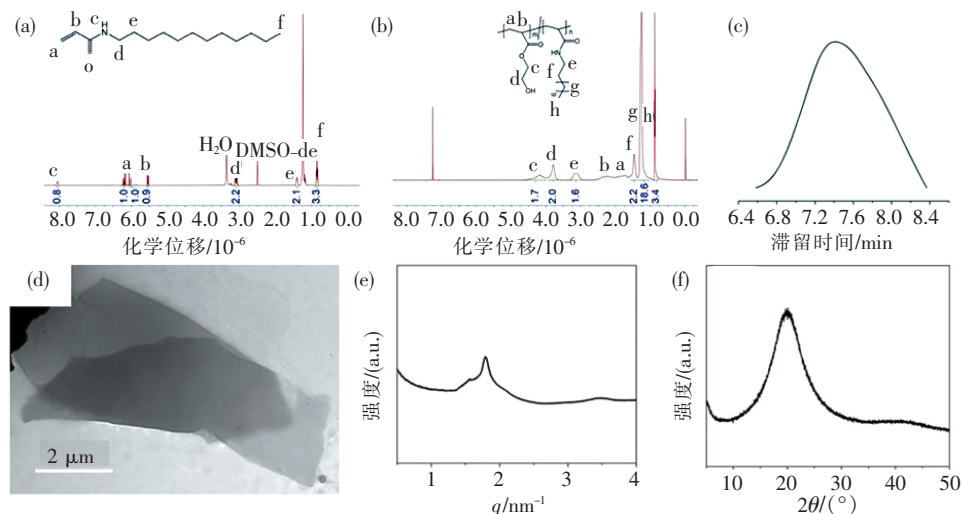 (a)
b
c
H
N
e
f
a
o
d
H₂O
DMSO-de
f
c
a
b
d
e
0.8
1.0
1.0
0.9
2.2
2.1
3.3
8.0 7.0 6.0 5.0 4.0 3.0 2.0 1.0 0.0
化学位移/10⁻⁶
(b)
a b
m
n
O
O
O
NH
c
e
d
f
OH
g
8
h
g
h
f
d
c
e
b
a
1.7
2.0
1.6
2.2
18.6
3.4
8.0 7.0 6.0 5.0 4.0 3.0 2.0 1.0 0.0
化学位移/10⁻⁶
(c)
6.4 7.2 7.6 8.0 8.4
滞留时间/min
(d)
2 μm
(e)
强度/(a.u.)
1 2 3 4
q/nm⁻¹
(f)
强度/(a.u.)
10 20 30 40 50
2θ/(°)